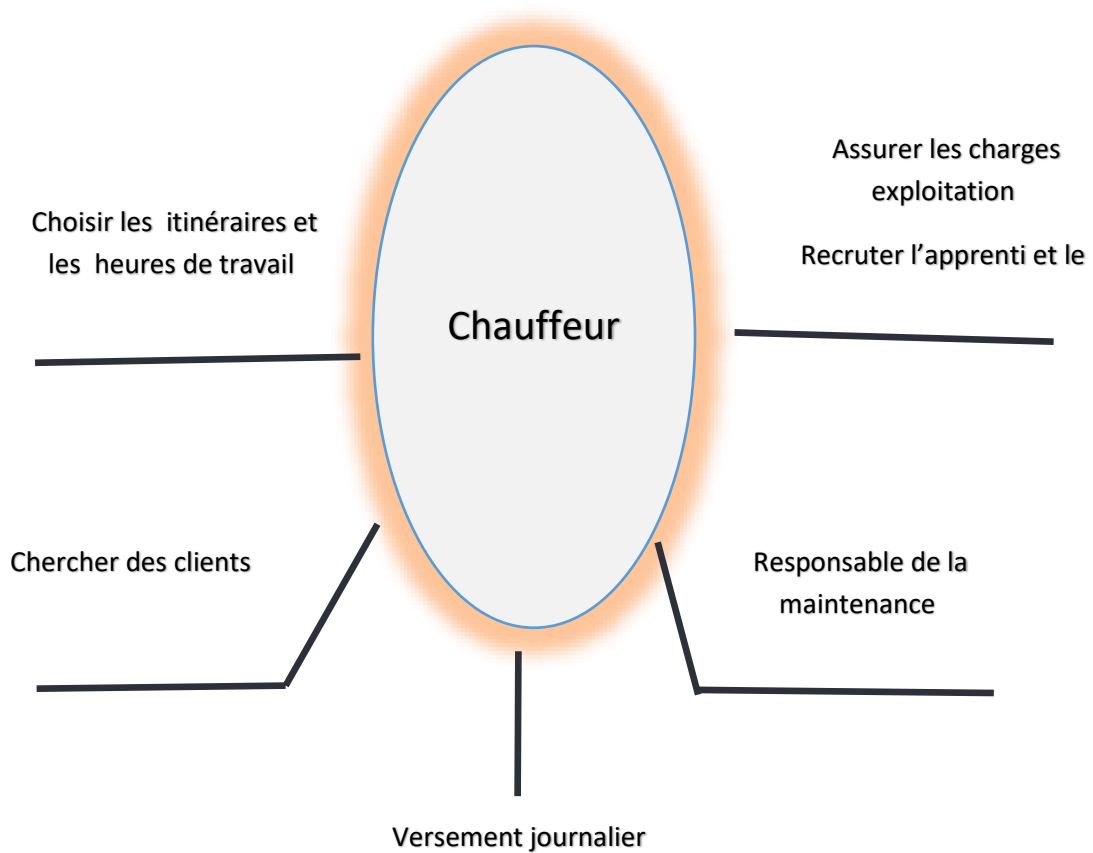 Assurer les charges
exploitation
Recruter l’apprenti et le
Choisir les itinéraires et
les heures de travail
Chauffeur
Chercher des clients
Responsable de la
maintenance
Versement journalier